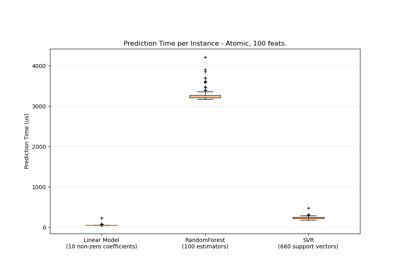 Prediction Time per Instance - Atomic, 100 feats.
Prediction Time (us)
4000
3000
2000
1000
0
Linear Model
(10 non-zero coefficients)
RandomForest
(100 estimators)
SVR
(660 support vectors)